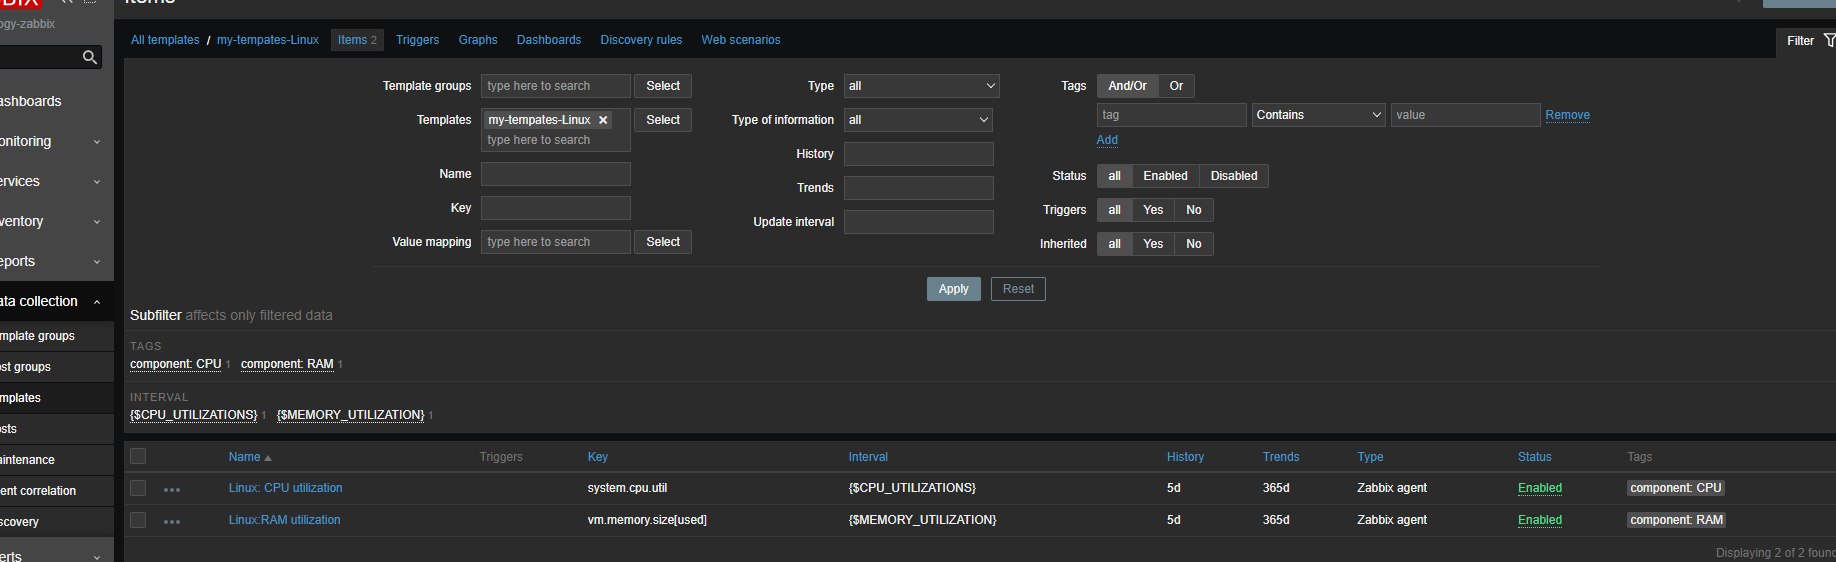 ogy-zabbix
ashboards
onitoring
ervices
ventory
eports
ata collection
mplate groups
ost groups
mplates
osts
aintenance
ent correlation
scovery
erts
All templates / my-tempates-Linux Items 2 Triggers Graphs Dashboards Discovery rules Web scenarios
Filter
Template groups type here to search Select
Templates my-tempates-Linux × Select
type here to search
Name
Key
Value mapping type here to search Select
Type all
Type of information all
History
Trends
Update interval
Tags And/Or Or
tag Contains value Remove
Add
Status all Enabled Disabled
Triggers all Yes No
Inherited all Yes No
Apply Reset
Subfilter affects only filtered data
TAGS
component: CPU 1 component: RAM 1
INTERVAL
{$CPU_UTILIZATIONS} 1 {$MEMORY_UTILIZATION} 1
Name Triggers Key Interval History Trends Type Status Tags
Linux: CPU utilization system.cpu.util {$CPU_UTILIZATIONS} 5d 365d Zabbix agent Enabled component: CPU
Linux:RAM utilization vm.memory.size[used] {$MEMORY_UTILIZATION} 5d 365d Zabbix agent Enabled component: RAM
Displaying 2 of 2 found